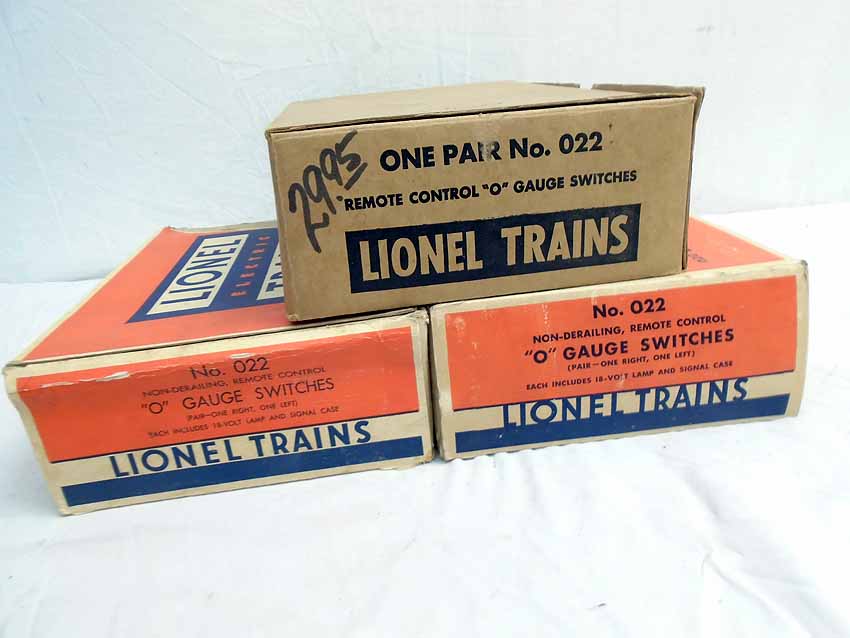 ONE PAIR No. 022
2995
REMOTE CONTROL "O" GAUGE SWITCHES
LIONEL TRAINS
LIONEL
ELECTRIC
No. 022
NON-DERAILING, REMOTE CONTROL
"O" GAUGE SWITCHES
(PAIR—ONE RIGHT, ONE LEFT)
EACH INCLUDES 18-VOLT LAMP AND SIGNAL CASE
LIONEL TRAINS
No. 022
NON-DERAILING, REMOTE CONTROL
"O" GAUGE SWITCHES
(PAIR—ONE RIGHT, ONE LEFT)
EACH INCLUDES 18-VOLT LAMP AND SIGNAL CASE
LIONEL TRAINS